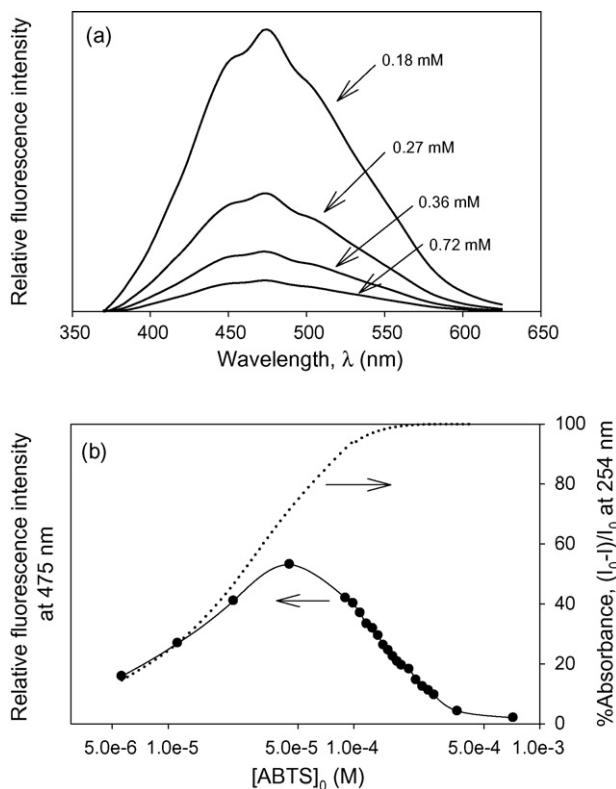 (a)
Relative fluorescence intensity
0.18 mM
0.27 mM
0.36 mM
0.72 mM
350 400 450 500 550 600 650
Wavelength, λ (nm)
(b)
Relative fluorescence intensity
at 475 nm
100
80
60
40
20
0
%Absorbance, (I₀-I)/I₀ at 254 nm
5.0e-6 1.0e-5 5.0e-5 1.0e-4 5.0e-4 1.0e-3
[ABTS]₀ (M)